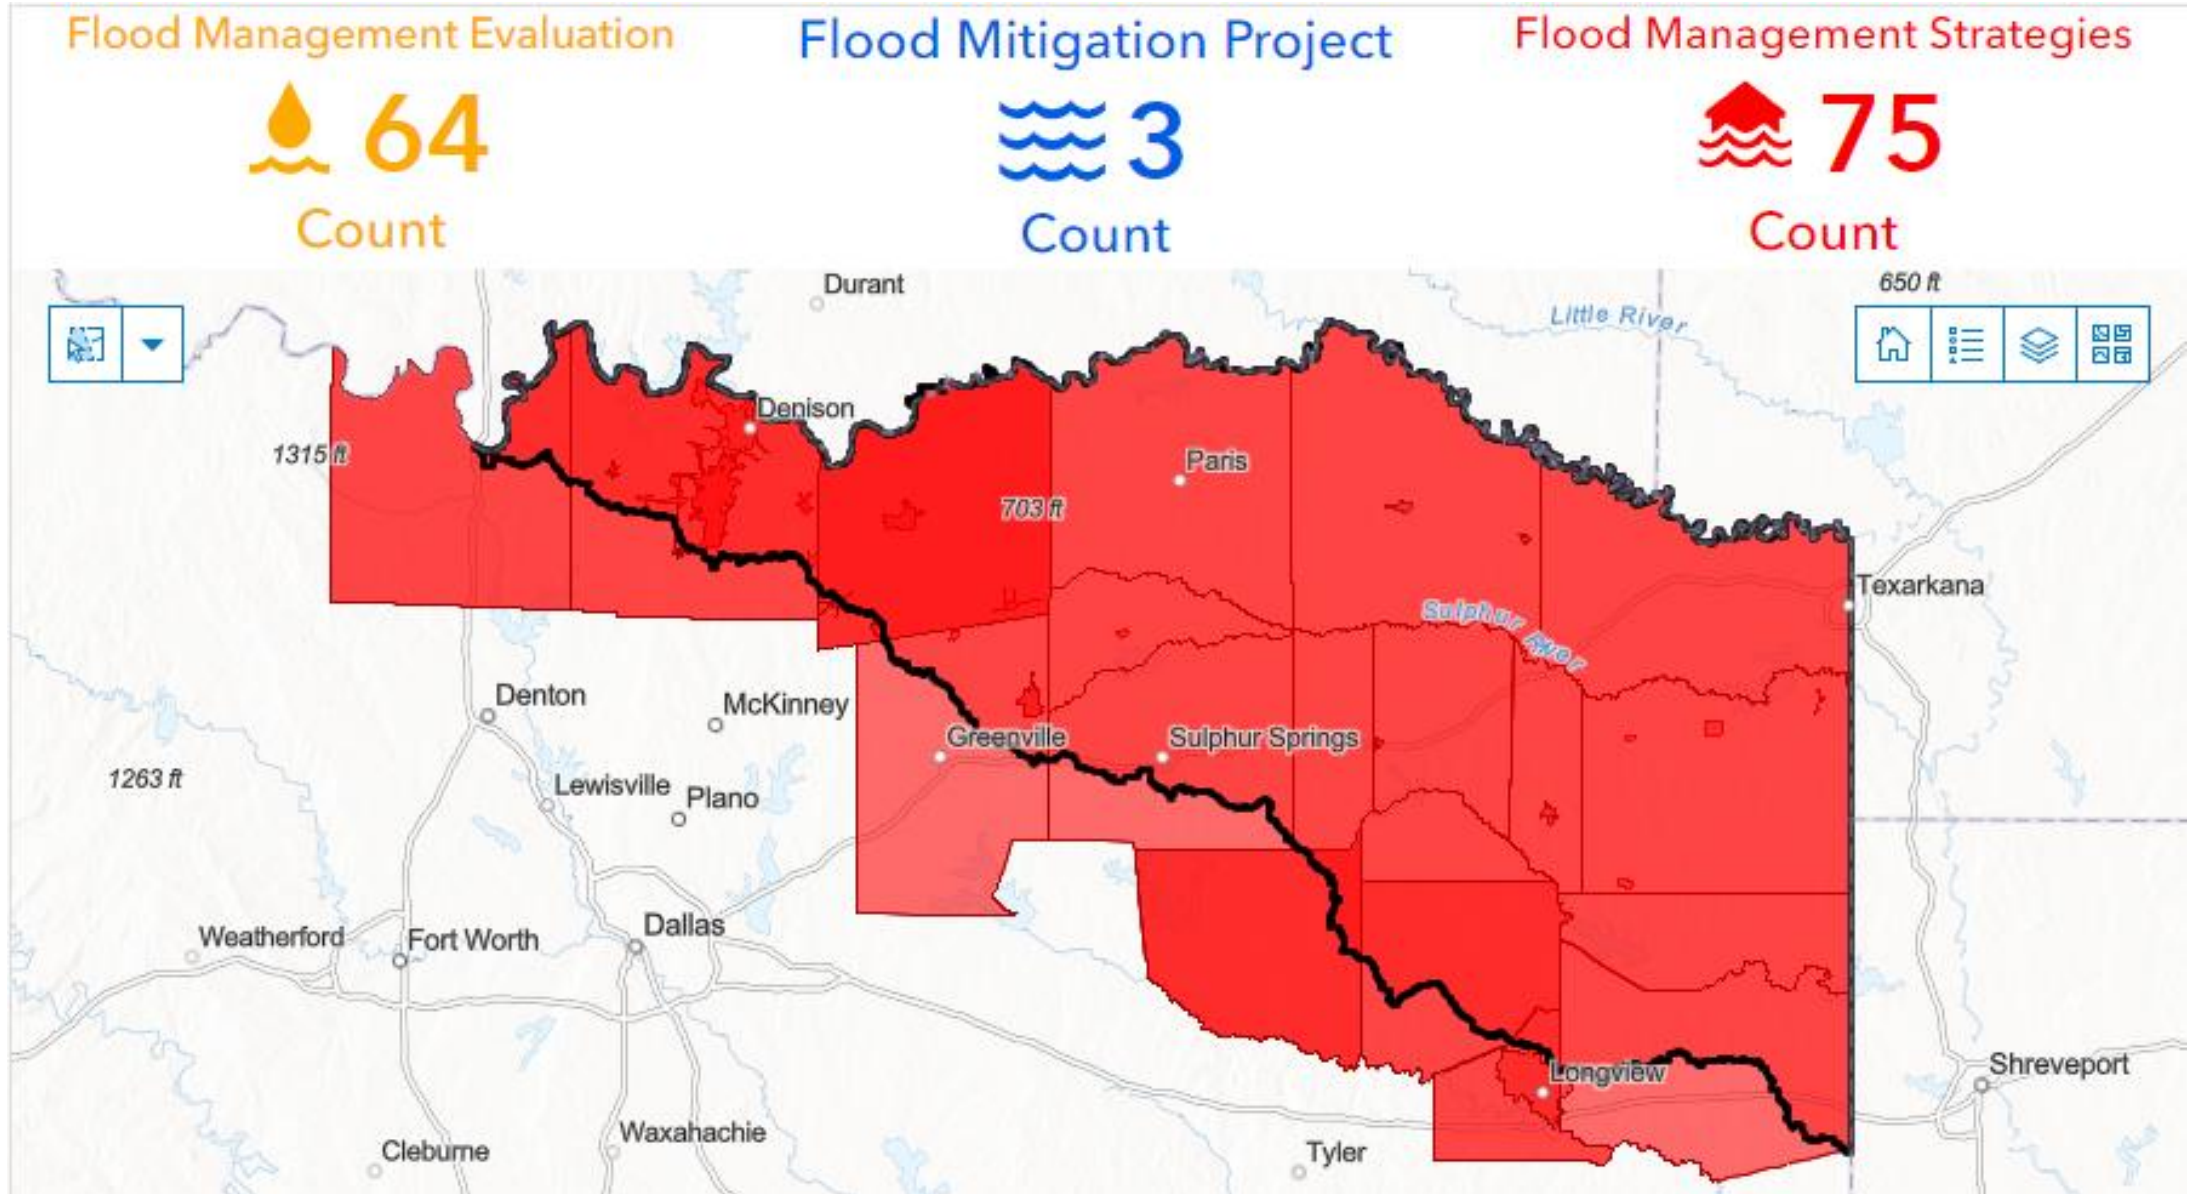 Flood Management Evaluation
64
Count
Flood Mitigation Project
3
Count
Flood Management Strategies
75
Count
Durant
650 ft
Little River
Denison
1315 ft
Paris
703 ft
Texarkana
Sulphur River
Denton
McKinney
Greenville
Sulphur Springs
1263 ft
Lewisville
Plano
Weatherford
Fort Worth
Dallas
Longview
Shreveport
Cleburne
Waxahachie
Tyler